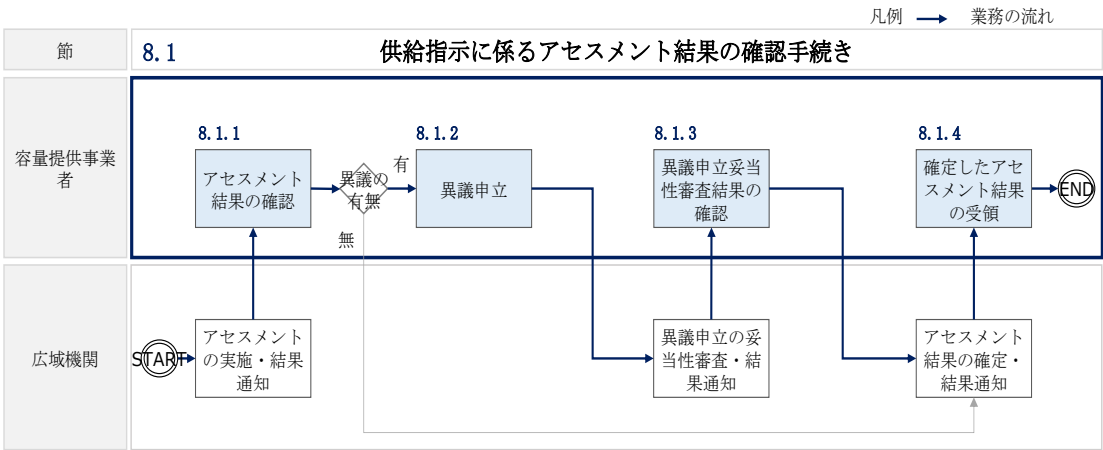 凡例 業務の流れ
節
8.1 供給指示に係るアセスメント結果の確認手続き
容量提供事業
者
8.1.1
アセスメント
結果の確認
異議の
有無
有
無
8.1.2
異議申立
8.1.3
異議申立妥当
性審査結果の
確認
8.1.4
確定したアセ
スメント結果
の受領
END
広域機関
START
アセスメント
の実施・結果
通知
異議申立の妥
当性審査・結
果通知
アセスメント
結果の確定・
結果通知